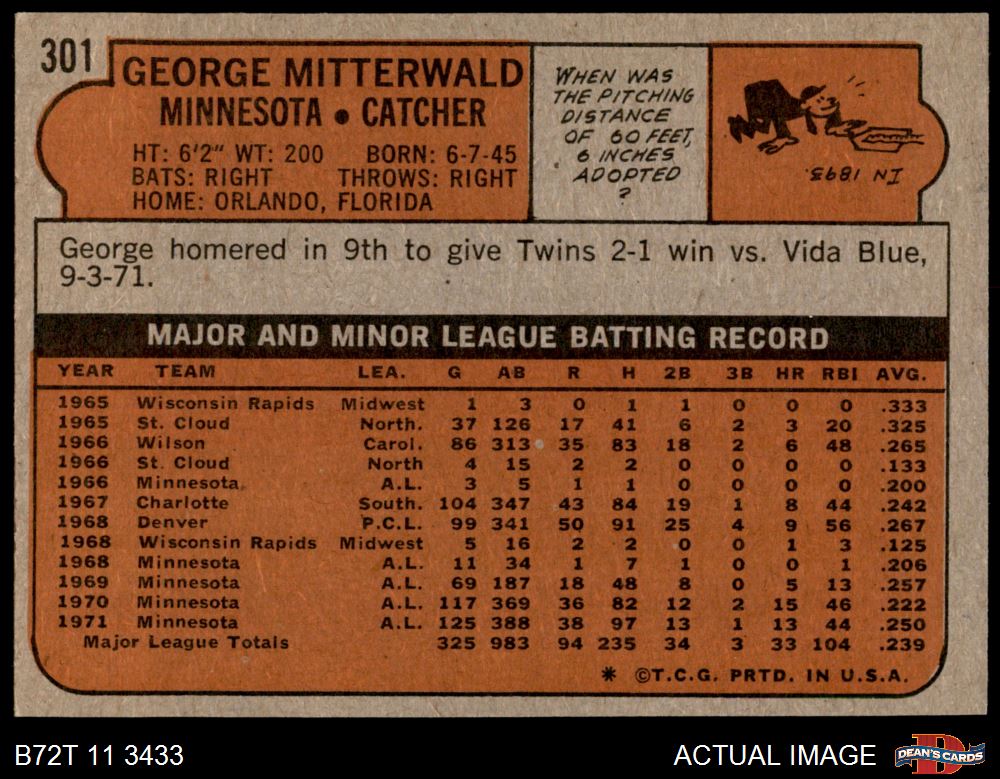 301
GEORGE MITTERWALD
MINNESOTA • CATCHER
HT: 6'2" WT: 200 BORN: 6-7-45
BATS: RIGHT THROWS: RIGHT
HOME: ORLANDO, FLORIDA
WHEN WAS
THE PITCHING
DISTANCE
OF 60 FEET,
6 INCHES
ADOPTED
?
IN 1893.
George homered in 9th to give Twins 2-1 win vs. Vida Blue,
9-3-71.
MAJOR AND MINOR LEAGUE BATTING RECORD
YEAR TEAM LEA. G AB R H 2B 3B HR RBI AVG.
1965 Wisconsin Rapids Midwest 1 3 0 1 1 0 0 0 .333
1965 St. Cloud North. 37 126 17 41 6 2 3 20 .325
1966 Wilson Carol. 86 313 35 83 18 2 6 48 .265
1966 St. Cloud North 4 15 2 2 0 0 0 0 .133
1966 Minnesota A.L. 3 5 1 1 0 0 0 0 .200
1967 Charlotte South. 104 347 43 84 19 1 8 44 .242
1968 Denver P.C.L. 99 341 50 91 25 4 9 56 .267
1968 Wisconsin Rapids Midwest 5 16 2 2 0 0 1 3 .125
1968 Minnesota A.L. 11 34 1 7 1 0 0 1 .206
1969 Minnesota A.L. 69 187 18 48 8 0 5 13 .257
1970 Minnesota A.L. 117 369 36 82 12 2 15 46 .222
1971 Minnesota A.L. 125 388 38 97 13 1 13 44 .250
Major League Totals 325 983 94 235 34 3 33 104 .239
* ©T.C.G. PRTD. IN U.S.A.
B72T 11 3433
ACTUAL IMAGE
DEAN'S CARDS